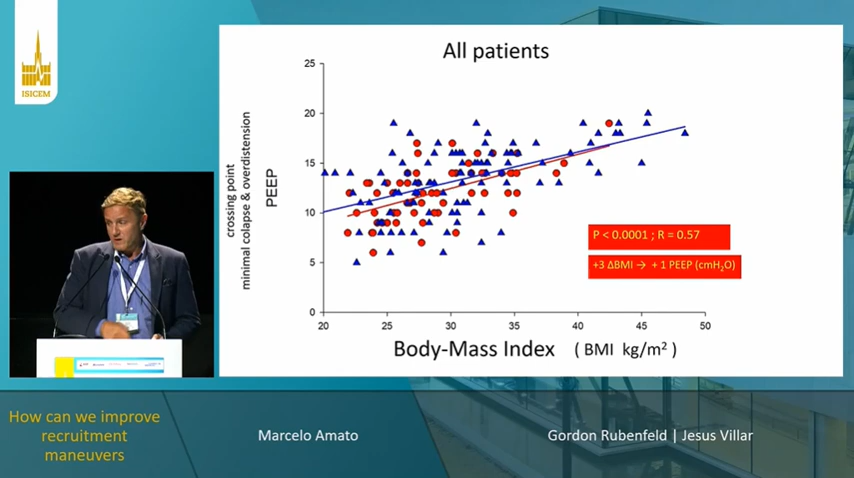 ISICEM
All patients
crossing point
minimal colapse & overdistension
PEEP
25
20
15
10
5
0
20
25
30
35
40
45
50
P < 0.0001 ; R = 0.57
+3 ΔBMI → + 1 PEEP (cmH₂O)
Body-Mass Index ( BMI kg/m² )
How can we improve
recruitment
maneuvers
Marcelo Amato
Gordon Rubenfeld | Jesus Villar